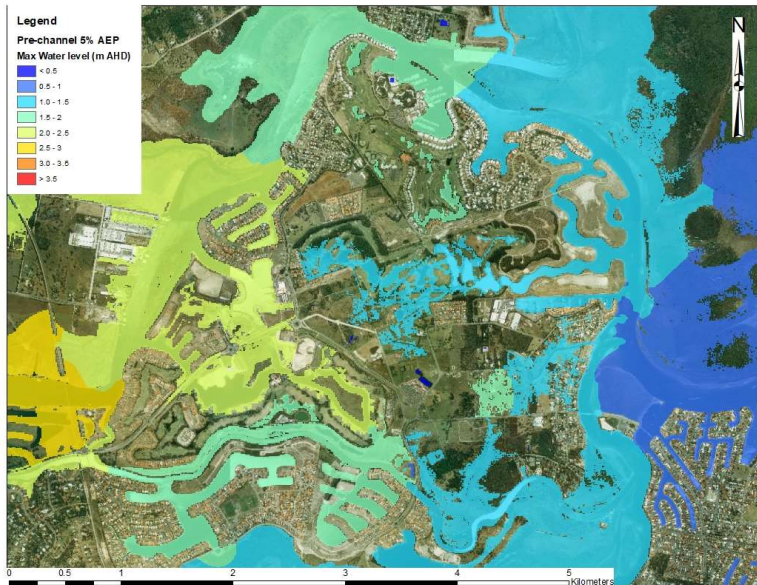 Legend
Pre-channel 5% AEP
Max Water level (m AHD)
< 0.5
0.5 - 1
1.0 - 1.5
1.5 - 2
2.0 - 2.5
2.5 - 3
3.0 - 3.5
> 3.5
N
0 0.5 1 2 3 4 5
Kilometers